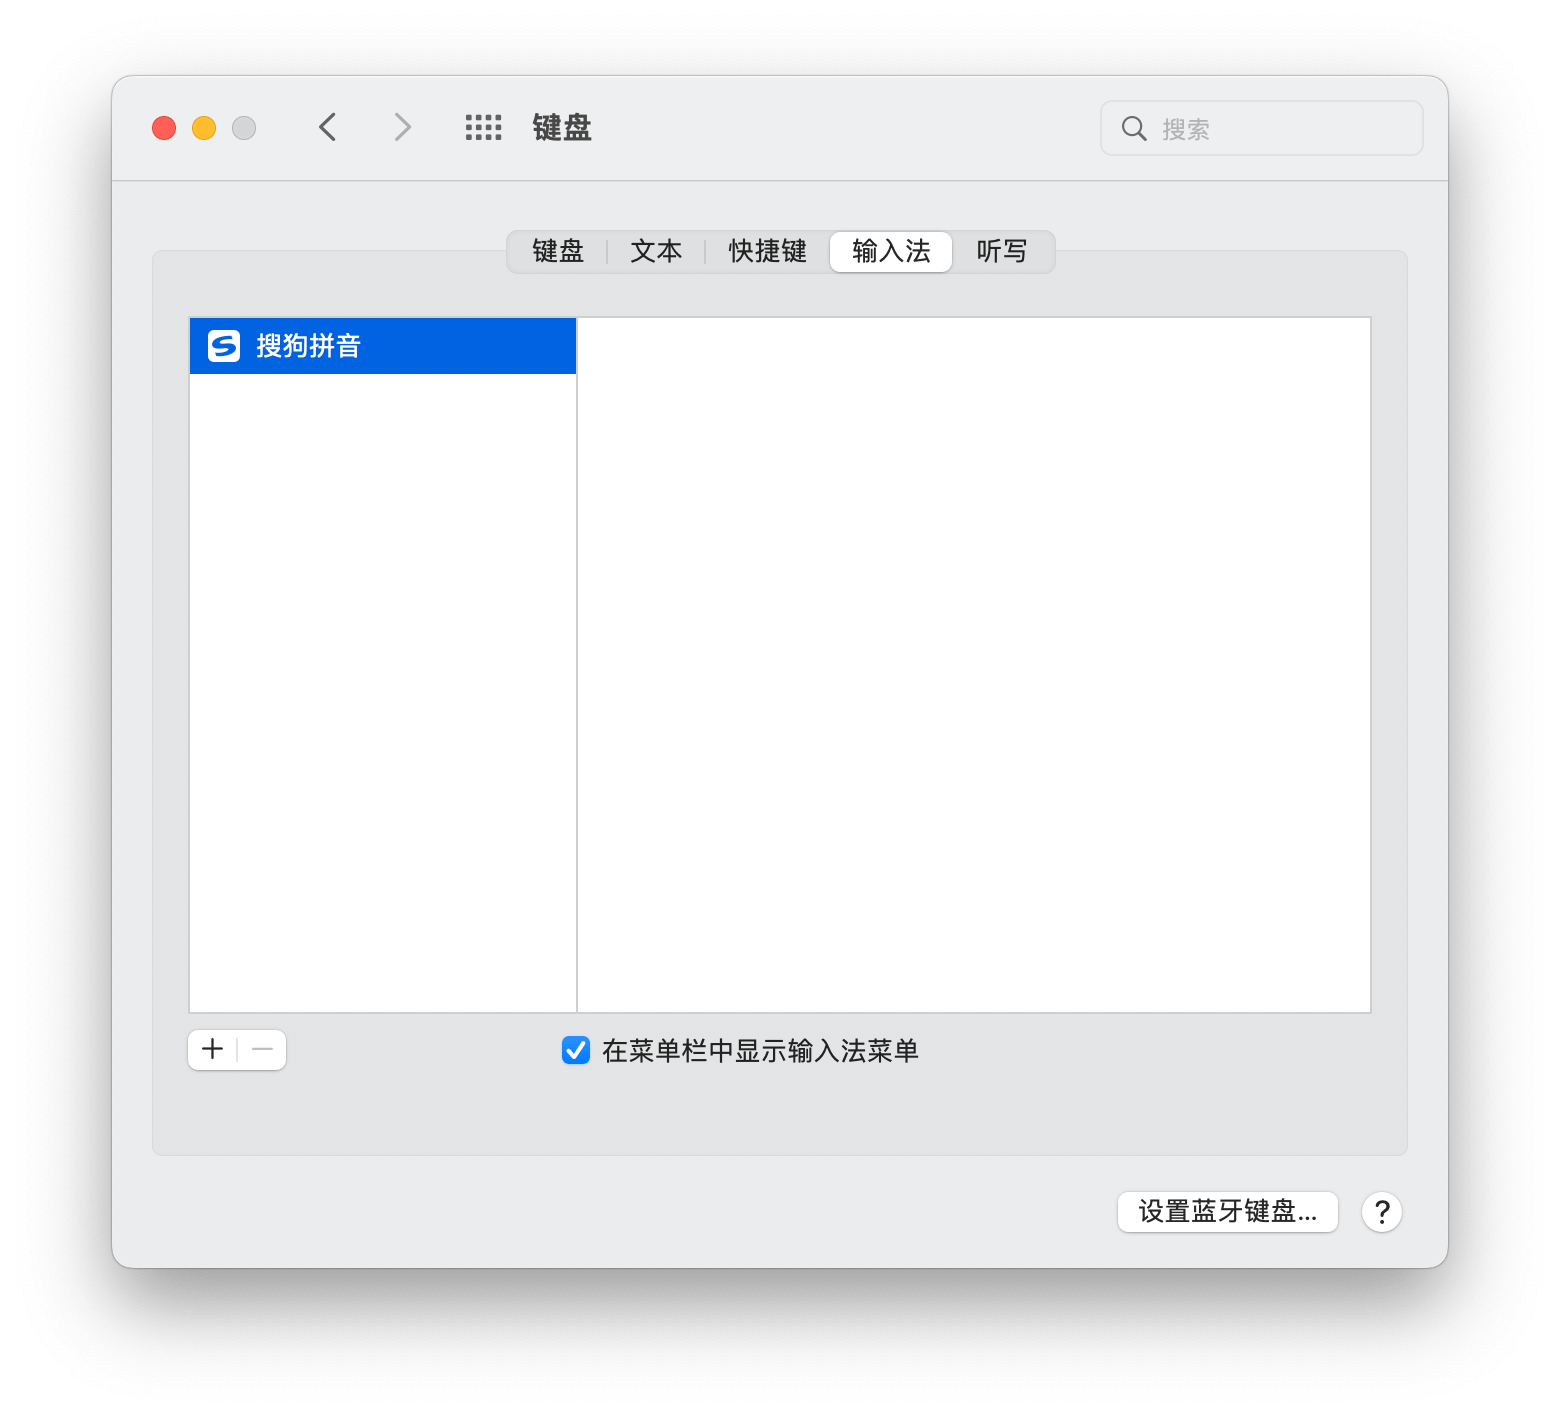 键盘
搜索
键盘 文本 快捷键 输入法 听写
搜狗拼音
在菜单栏中显示输入法菜单
设置蓝牙键盘...
?